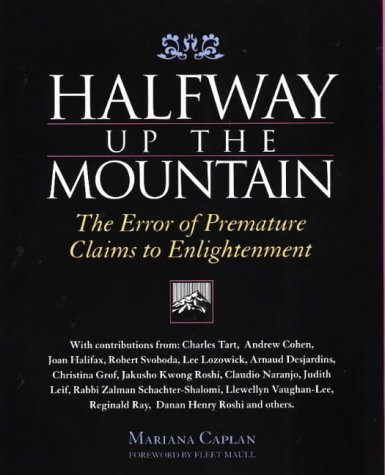 HALFWAY
UP THE
MOUNTAIN
The Error of Premature
Claims to Enlightenment
With contributions from: Charles Tart, Andrew Cohen,
Joan Halifax, Robert Svoboda, Lee Lozowick, Arnaud Desjardins,
Christina Grof, Jakusho Kwong Roshi, Claudio Naranjo, Judith
Leif, Rabbi Zalman Schachter-Shalomi, Llewellyn Vaughan-Lee,
Reginald Ray, Danan Henry Roshi and others.
MARIANA CAPLAN
FOREWORD BY FLEET MAULL